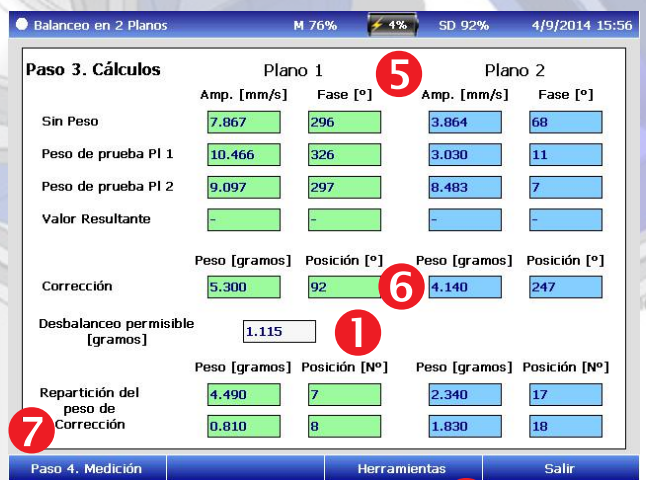 Balanceo en 2 Planos M 76% 4% SD 92% 4/9/2014 15:56
Paso 3. Cálculos Plano 1 5 Plano 2
Amp. [mm/s] Fase [º] Amp. [mm/s] Fase [º]
Sin Peso 7.867 296 3.864 68
Peso de prueba Pl 1 10.466 326 3.030 11
Peso de prueba Pl 2 9.097 297 8.483 7
Valor Resultante - - - -
Peso [gramos] Posición [º] Peso [gramos] Posición [º]
Corrección 5.300 92 6 4.140 247
Desbalanceo permisible
[gramos] 1.115 1
Peso [gramos] Posición [Nº] Peso [gramos] Posición [Nº]
Repartición del 4.490 7 2.340 17
peso de
7 Corrección 0.810 8 1.830 18
Paso 4. Medición Herramientas Salir